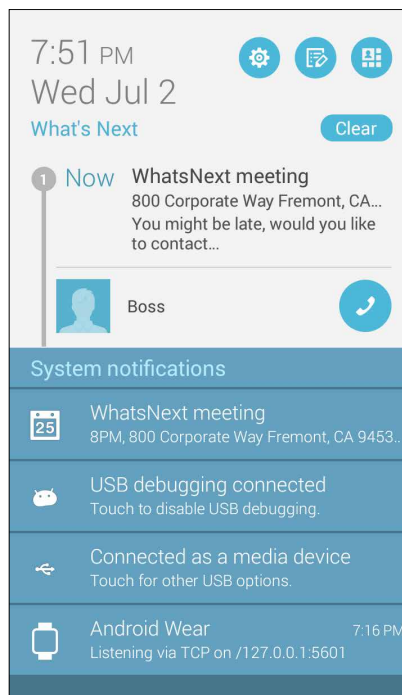 7:51 PM
Wed Jul 2
What's Next
Clear
1
Now
WhatsNext meeting
800 Corporate Way Fremont, CA...
You might be late, would you like
to contact...
Boss
System notifications
25
WhatsNext meeting
8PM, 800 Corporate Way Fremont, CA 9453..
USB debugging connected
Touch to disable USB debugging.
Connected as a media device
Touch for other USB options.
Android Wear 7:16 PM
Listening via TCP on /127.0.0.1:5601